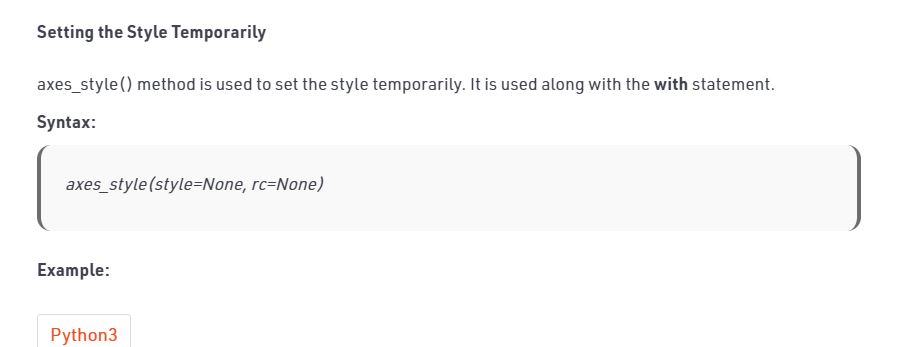 Setting the Style Temporarily
axes_style() method is used to set the style temporarily. It is used along with the with statement.
Syntax:
axes_style(style=None, rc=None)
Example:
Python3